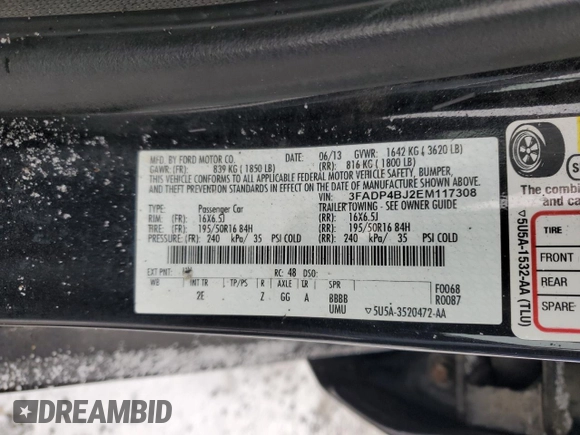 MFD. BY FORD MOTOR CO.
DATE: 06/13 GVWR: 1642 KG ( 3620 LB)
GAWR: (FR): 839 KG ( 1850 LB) (RR): 816 KG ( 1800 LB)
THIS VEHICLE CONFORMS TO ALL APPLICABLE FEDERAL MOTOR VEHICLE SAFETY, BUMPER,
AND THEFT PREVENTION STANDARDS IN EFFECT ON THE DATE OF MANUFACTURE SHOWN ABOVE.
VIN: 3FADP4BJ2EM117308
TYPE: Passenger Car TRAILER TOWING - SEE OWNER GUIDE
RIM: (FR): 16X6.5J (RR): 16X6.5J
TIRE: (FR): 195/50R16 84H (RR): 195/50R16 84H
PRESSURE: (FR): 240 kPa/ 35 PSI COLD (RR): 240 kPa/ 35 PSI COLD
EXT PNT: RC: 48 DSO:
WB INT TR TP/PS R AXLE LR SPR
2E Z GG A BBBB
UMU
F0068
R0087
▽5U5A-3520472-AA
▽5U5A-1532-AA (TLU)
The combin
and
TIRE
FRONT
REAR
SPARE
DREAMBID